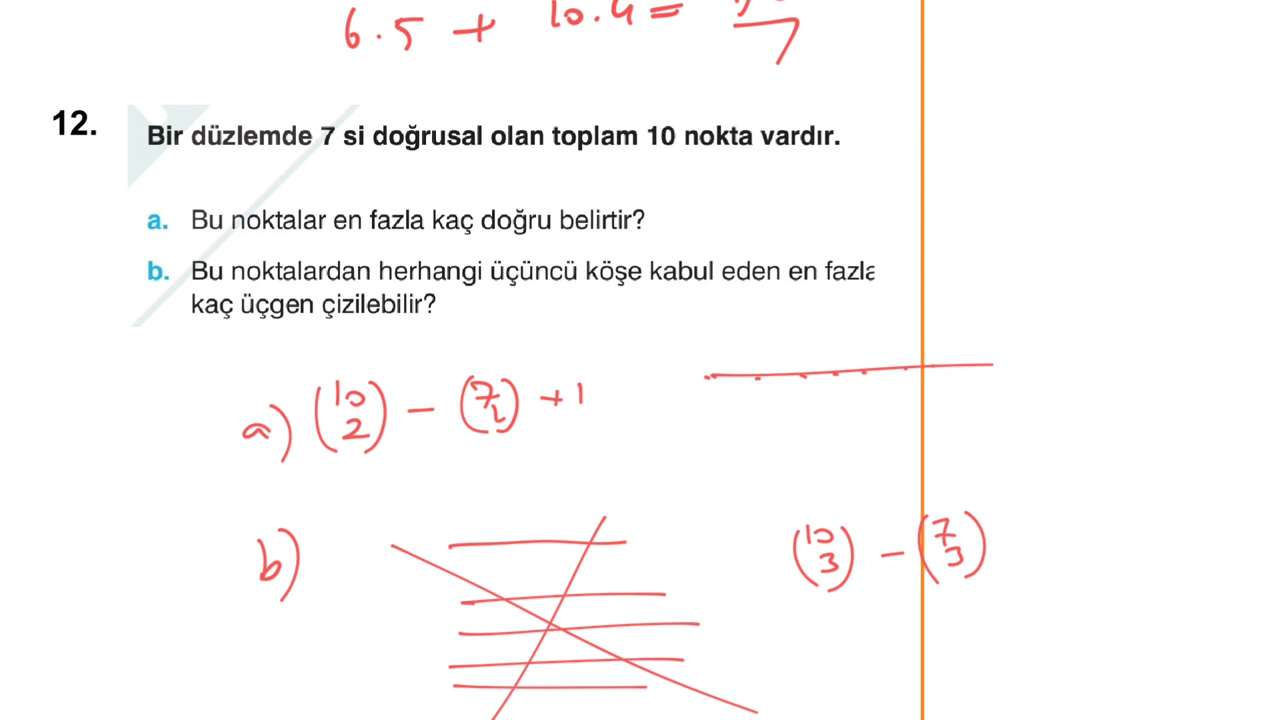 6.5 + 10.4 =
7
12.
Bir düzlemde 7 si doğrusal olan toplam 10 nokta vardır.
a. Bu noktalar en fazla kaç doğru belirtir?
b. Bu noktalardan herhangi üçüncü köşe kabul eden en fazla
kaç üçgen çizilebilir?
a) (10 2) - (7 2) + 1
b) (10 3) - (7 3)